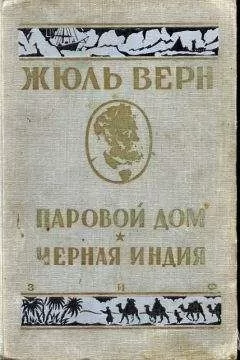 ЖЮЛЬ ВЕРН
ПАРОВОЙ ДОМ
ЧЕРНАЯ ИНДИЯ
З И Ф